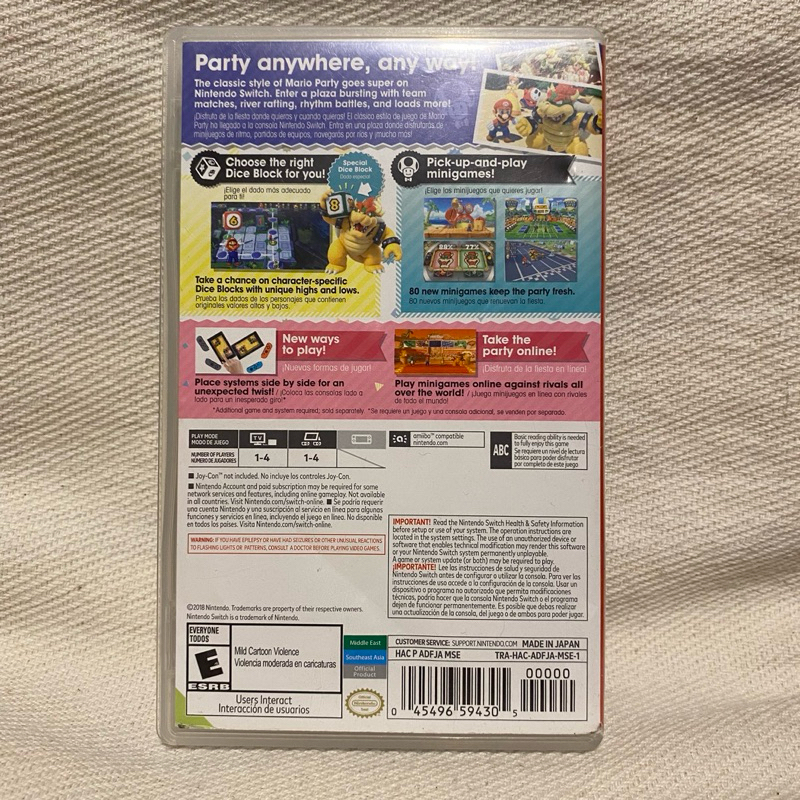 Party anywhere, any way!
The classic style of Mario Party goes super on
Nintendo Switch. Enter a plaza bursting with team
matches, river rafting, rhythm battles, and loads more!
¡Disfruta de la fiesta donde quieras y cuando quieras! El clásico estilo de juego de Mario
Party ha llegado a la consola Nintendo Switch. Entra en una plaza donde disfrutarás de
minijuegos de ritmo, partidos de equipos, navegarás por ríos y ¡mucho más!
Choose the right
Dice Block for you!
¡Elige el dado más adecuado
para ti!
Special
Dice Block
Dado especial
8
6
Take a chance on character-specific
Dice Blocks with unique highs and lows.
Prueba los dados de los personajes que contienen
originales valores altos y bajos.
Pick-up-and-play
minigames!
¡Elige los minijuegos que quieres jugar!
88% 77%
80 new minigames keep the party fresh.
80 nuevos minijuegos que renuevan la fiesta.
New ways
to play!
¡Nuevas formas de jugar!
Place systems side by side for an
unexpected twist! / ¡Coloca las consolas lado a
lado para un inesperado giro!*
Take the
party online!
¡Disfruta de la fiesta en línea!
Play minigames online against rivals all
over the world! / ¡Juega minijuegos en línea con rivales
de todo el mundo!
*Additional game and system required; sold separately. *Se requiere un juego y una consola adicional, se venden por separado.
PLAY MODE
MODO DE JUEGO
TV
NUMBER OF PLAYERS
NÚMERO DE JUGADORES
1-4
1-4
amiibo™ compatible
nintendo.com
ABC
Basic reading ability is needed
to fully enjoy this game
Se requiere un nivel de lectura
básico para poder disfrutar
por completo de este juego
■ Joy-Con™ not included. No incluye los controles Joy-Con.
■ Nintendo Account and paid subscription may be required for some
network services and features, including online gameplay. Not available
in all countries. Visit Nintendo.com/switch-online. ■ Se podría requerir
una cuenta Nintendo y una suscripción al servicio en línea para algunas
funciones y servicios en línea, incluyendo el juego en línea. No disponible
en todos los países. Visita Nintendo.com/switch-online.
WARNING: IF YOU HAVE EPILEPSY OR HAVE HAD SEIZURES OR OTHER UNUSUAL REACTIONS
TO FLASHING LIGHTS OR PATTERNS, CONSULT A DOCTOR BEFORE PLAYING VIDEO GAMES.
IMPORTANT! Read the Nintendo Switch Health & Safety Information
before setup or use of your system. The operation instructions are
located in the system settings. The use of an unauthorized device or
software that enables technical modification may render this software
or your Nintendo Switch system permanently unplayable.
A game or system update (or both) may be required to play.
¡IMPORTANTE! Lee las instrucciones de salud y seguridad de
Nintendo Switch antes de configurar o utilizar la consola. Para ver las
instrucciones de uso accede a la configuración de la consola. Usar un
dispositivo o programa no autorizado que permita modificaciones
técnicas, podría hacer que la consola Nintendo Switch o el programa
dejen de funcionar permanentemente. Es posible que debas realizar
una actualización de la consola, del juego o de ambas para poder jugar.
©2018 Nintendo. Trademarks are property of their respective owners.
Nintendo Switch is a trademark of Nintendo.
EVERYONE
TODOS
E
ESRB
Mild Cartoon Violence
Violencia moderada en caricaturas
Users Interact
Interacción de usuarios
Middle East
Southeast Asia
Official
Product
Official
Nintendo
Seal
CUSTOMER SERVICE: SUPPORT.NINTENDO.COM MADE IN JAPAN
HAC P ADFJA MSE TRA-HAC-ADFJA-MSE-1
00000
0 45496 59430 5